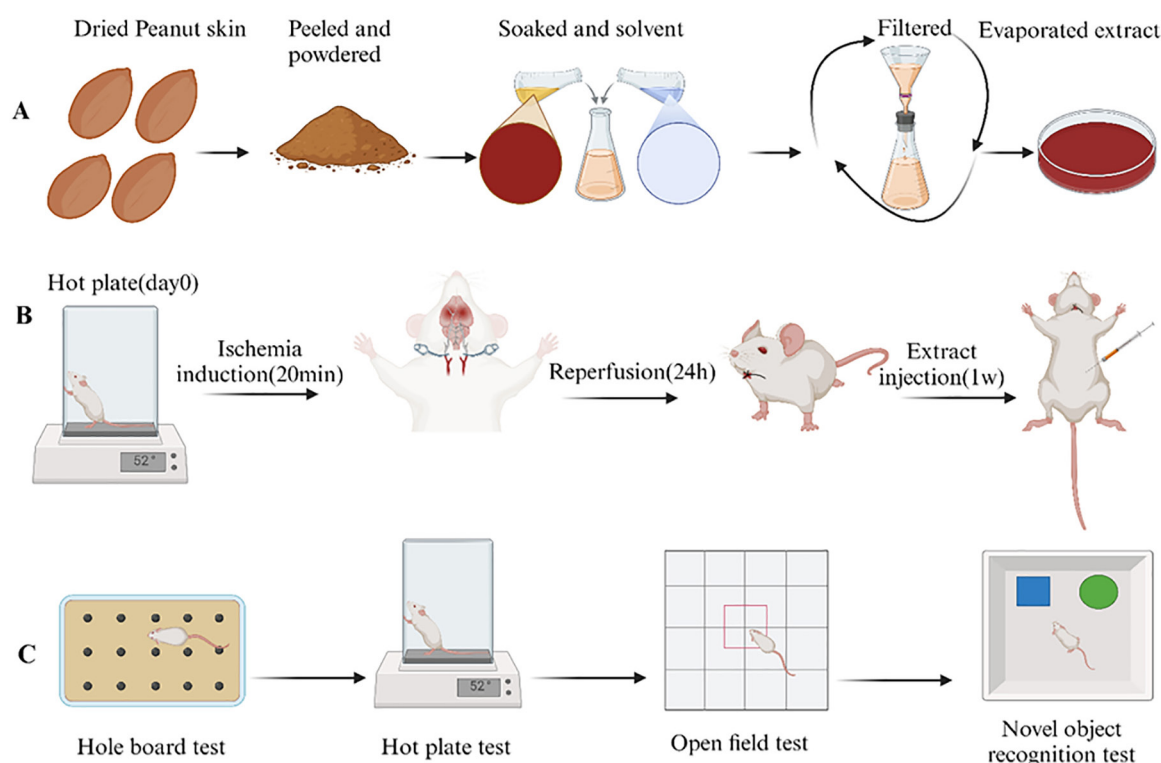 Dried Peanut skin
Peeled and
powdered
Soaked and solvent
Filtered
Evaporated extract
A
B
Hot plate(day0)
52°
Ischemia
induction(20min)
Reperfusion(24h)
Extract
injection(1w)
C
Hole board test
52°
Hot plate test
Open field test
Novel object
recognition test